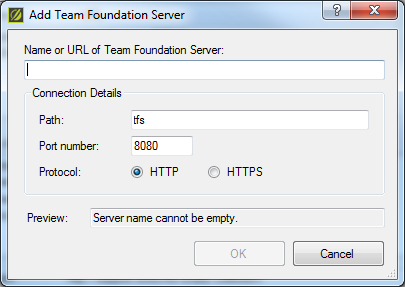 Add Team Foundation Server
Name or URL of Team Foundation Server:
Connection Details
Path: tfs
Port number: 8080
Protocol: HTTP HTTPS
Preview: Server name cannot be empty.
OK Cancel